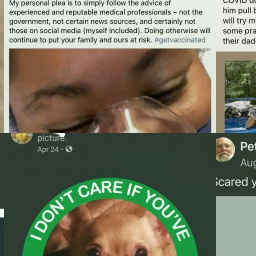 My personal plea is to simply follow the advice of
experienced and reputable medical professionals – not the
government, not certain news sources, and certainly not
those on social media (myself included). Doing otherwise will
continue to put your family and ours at risk. #getvaccinated
him pull b
will try my
some pra
their dad
picture.
Apr 24 •
I DON'T CARE IF YOU'VE
Pet
Aug
Scared y